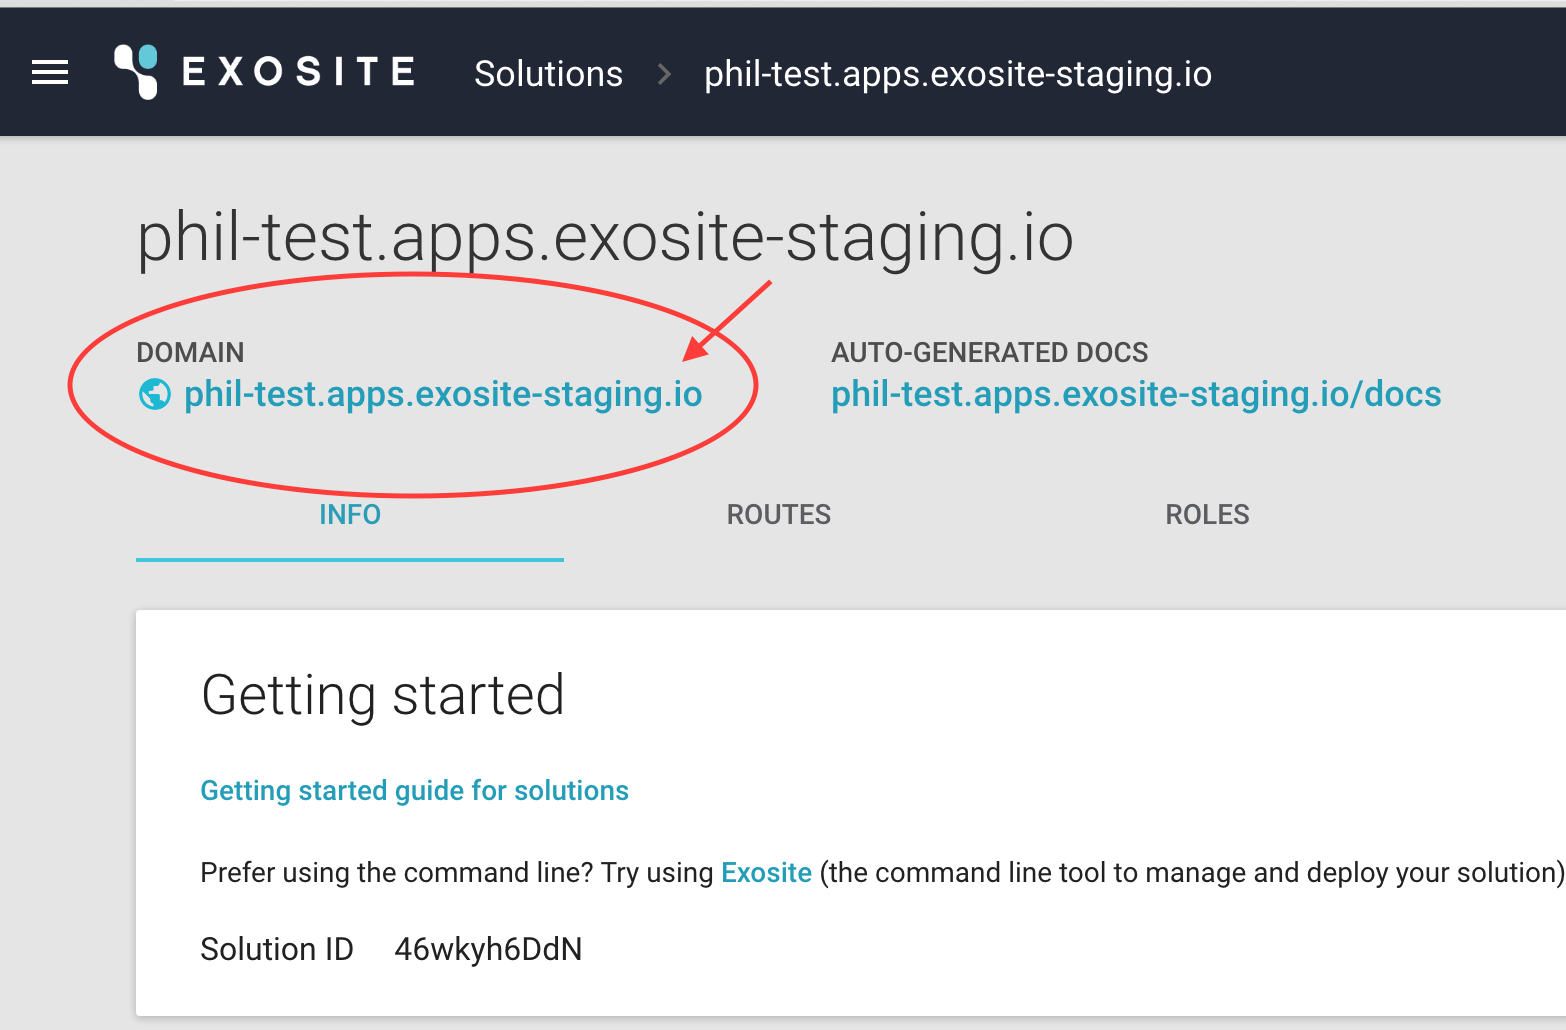 EXOSITE Solutions > phil-test.apps.exosite-staging.io
phil-test.apps.exosite-staging.io
DOMAIN
phil-test.apps.exosite-staging.io
AUTO-GENERATED DOCS
phil-test.apps.exosite-staging.io/docs
INFO ROUTES ROLES
Getting started
Getting started guide for solutions
Prefer using the command line? Try using Exosite (the command line tool to manage and deploy your solution)
Solution ID 46wkyh6DdN